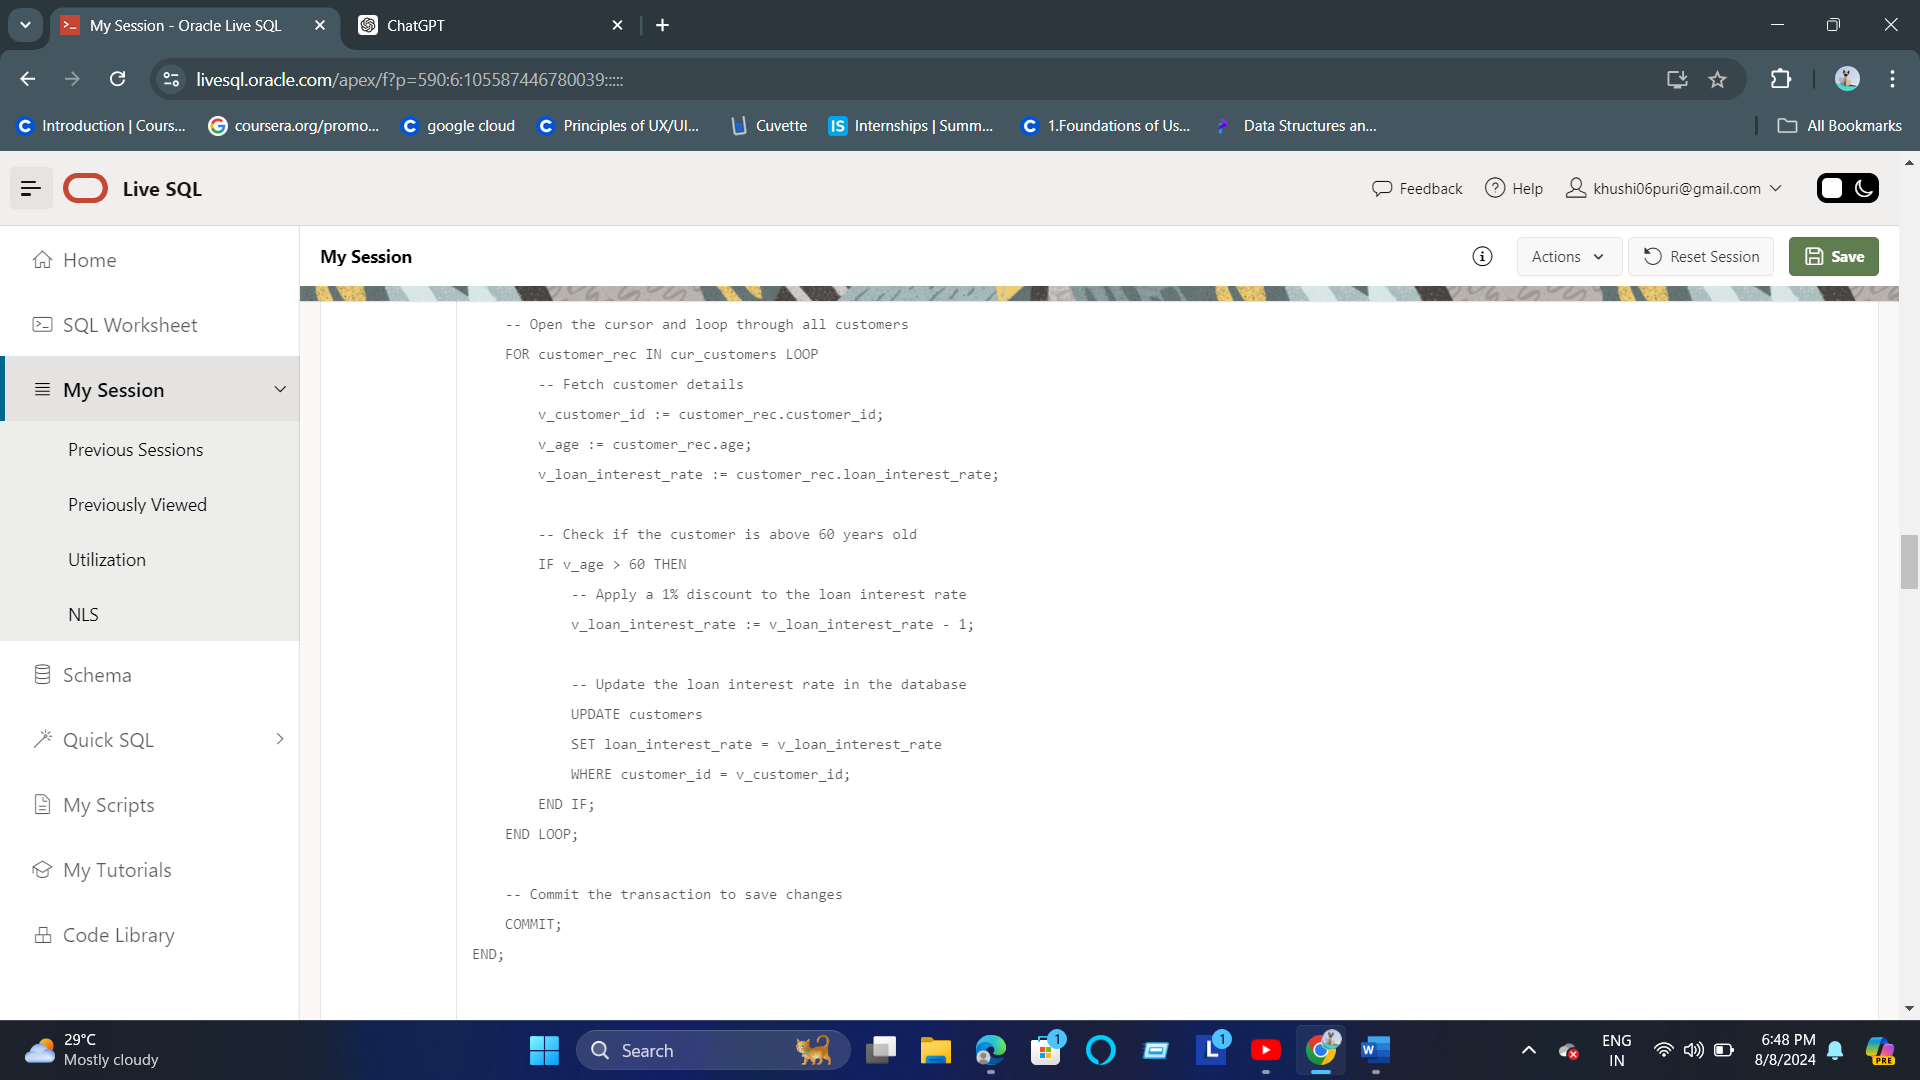 My Session - Oracle Live SQL
ChatGPT
livesql.oracle.com/apex/f?p=590:6:105587446780039:::::
Introduction | Cours...
coursera.org/promo...
google cloud
Principles of UX/UI...
Cuvette
IS Internships | Summ...
1.Foundations of Us...
Data Structures an...
All Bookmarks
Live SQL
Feedback
Help
khushi06puri@gmail.com
Home
SQL Worksheet
My Session
Previous Sessions
Previously Viewed
Utilization
NLS
Schema
Quick SQL
My Scripts
My Tutorials
Code Library
My Session
Actions
Reset Session
Save
-- Open the cursor and loop through all customers
FOR customer_rec IN cur_customers LOOP
-- Fetch customer details
v_customer_id := customer_rec.customer_id;
v_age := customer_rec.age;
v_loan_interest_rate := customer_rec.loan_interest_rate;
-- Check if the customer is above 60 years old
IF v_age > 60 THEN
-- Apply a 1% discount to the loan interest rate
v_loan_interest_rate := v_loan_interest_rate - 1;
-- Update the loan interest rate in the database
UPDATE customers
SET loan_interest_rate = v_loan_interest_rate
WHERE customer_id = v_customer_id;
END IF;
END LOOP;
-- Commit the transaction to save changes
COMMIT;
END;
29°C
Mostly cloudy
Search
1
L 1
W
ENG
IN
6:48 PM
8/8/2024
PRE